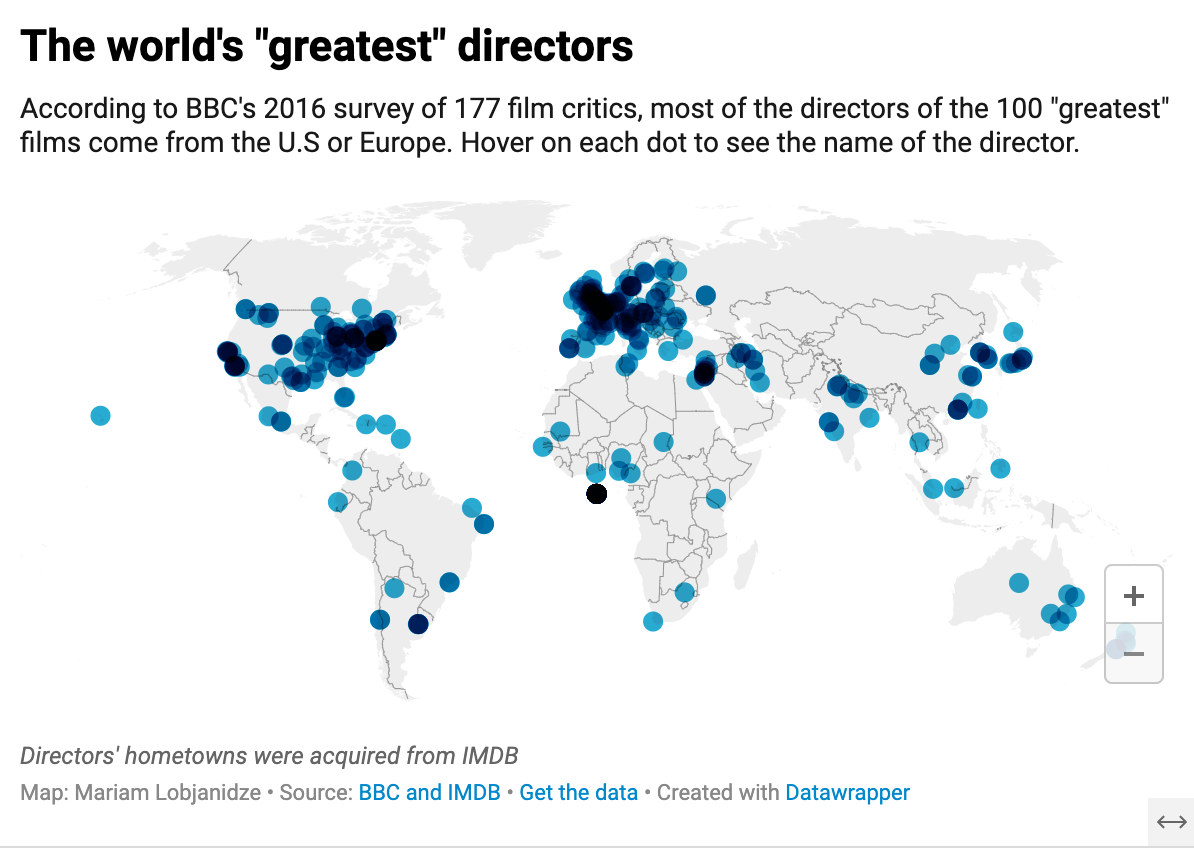 The world's "greatest" directors
According to BBC's 2016 survey of 177 film critics, most of the directors of the 100 "greatest"
films come from the U.S or Europe. Hover on each dot to see the name of the director.
+
−
Directors' hometowns were acquired from IMDB
Map: Mariam Lobjanidze • Source: BBC and IMDB • Get the data • Created with Datawrapper